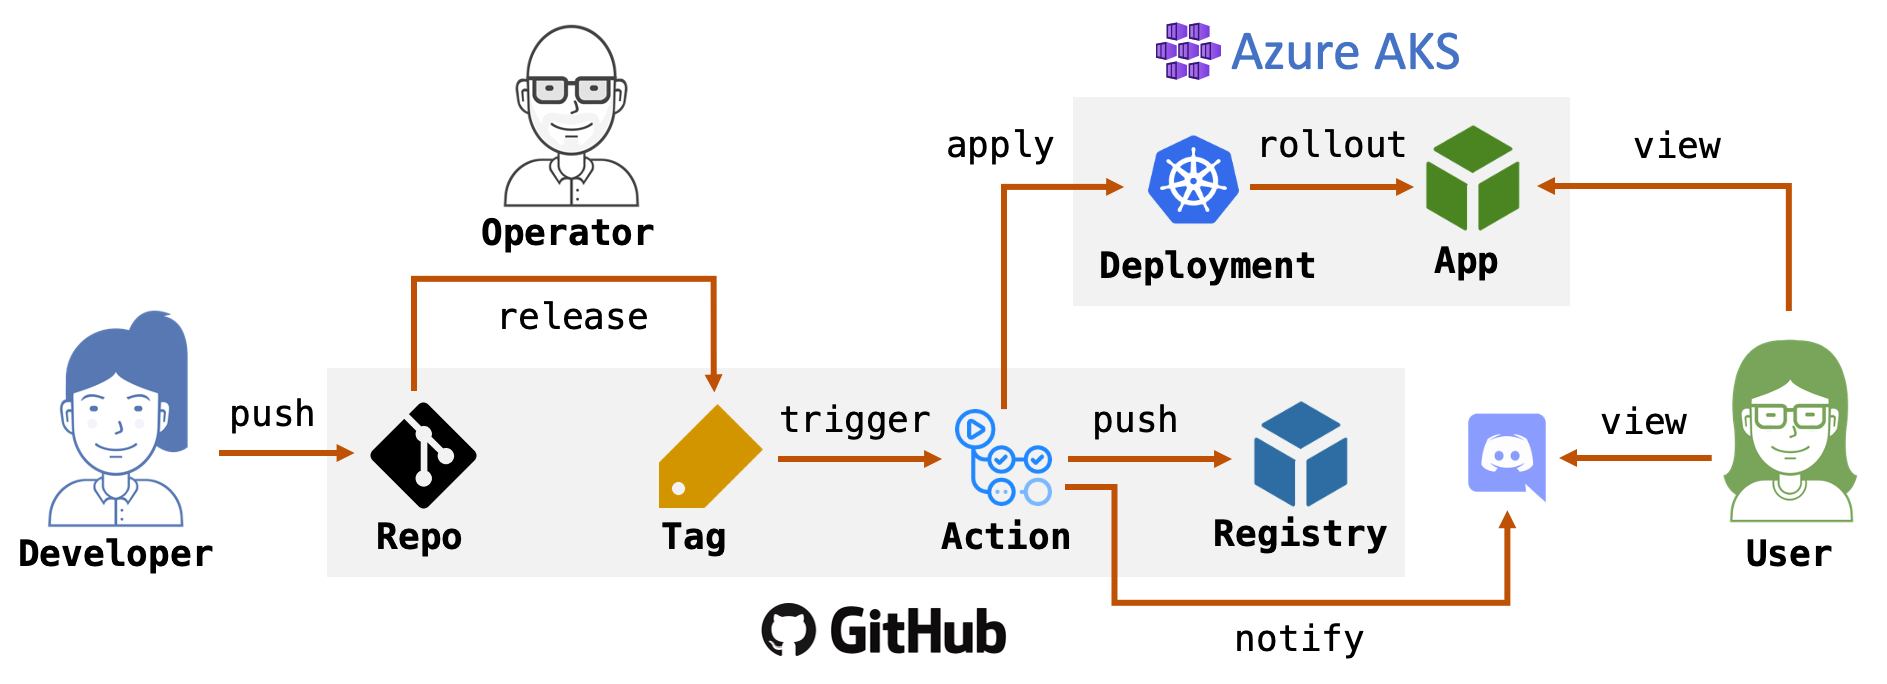 Azure AKS
apply
rollout
view
Operator
Deployment
App
release
push
trigger
push
view
Repo
Tag
Action
Registry
Developer
User
GitHub
notify